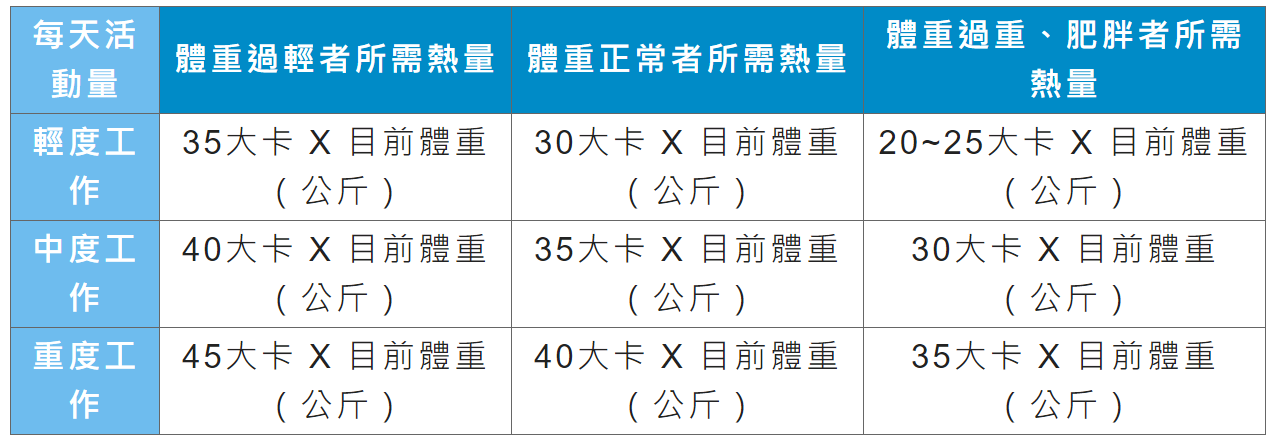 每天活
動量
體重過輕者所需熱量
體重正常者所需熱量
體重過重、肥胖者所需
熱量
輕度工
作
35大卡 X 目前體重
(公斤)
30大卡 X 目前體重
(公斤)
20~25大卡 X 目前體重
(公斤)
中度工
作
40大卡 X 目前體重
(公斤)
35大卡 X 目前體重
(公斤)
30大卡 X 目前體重
(公斤)
重度工
作
45大卡 X 目前體重
(公斤)
40大卡 X 目前體重
(公斤)
35大卡 X 目前體重
(公斤)